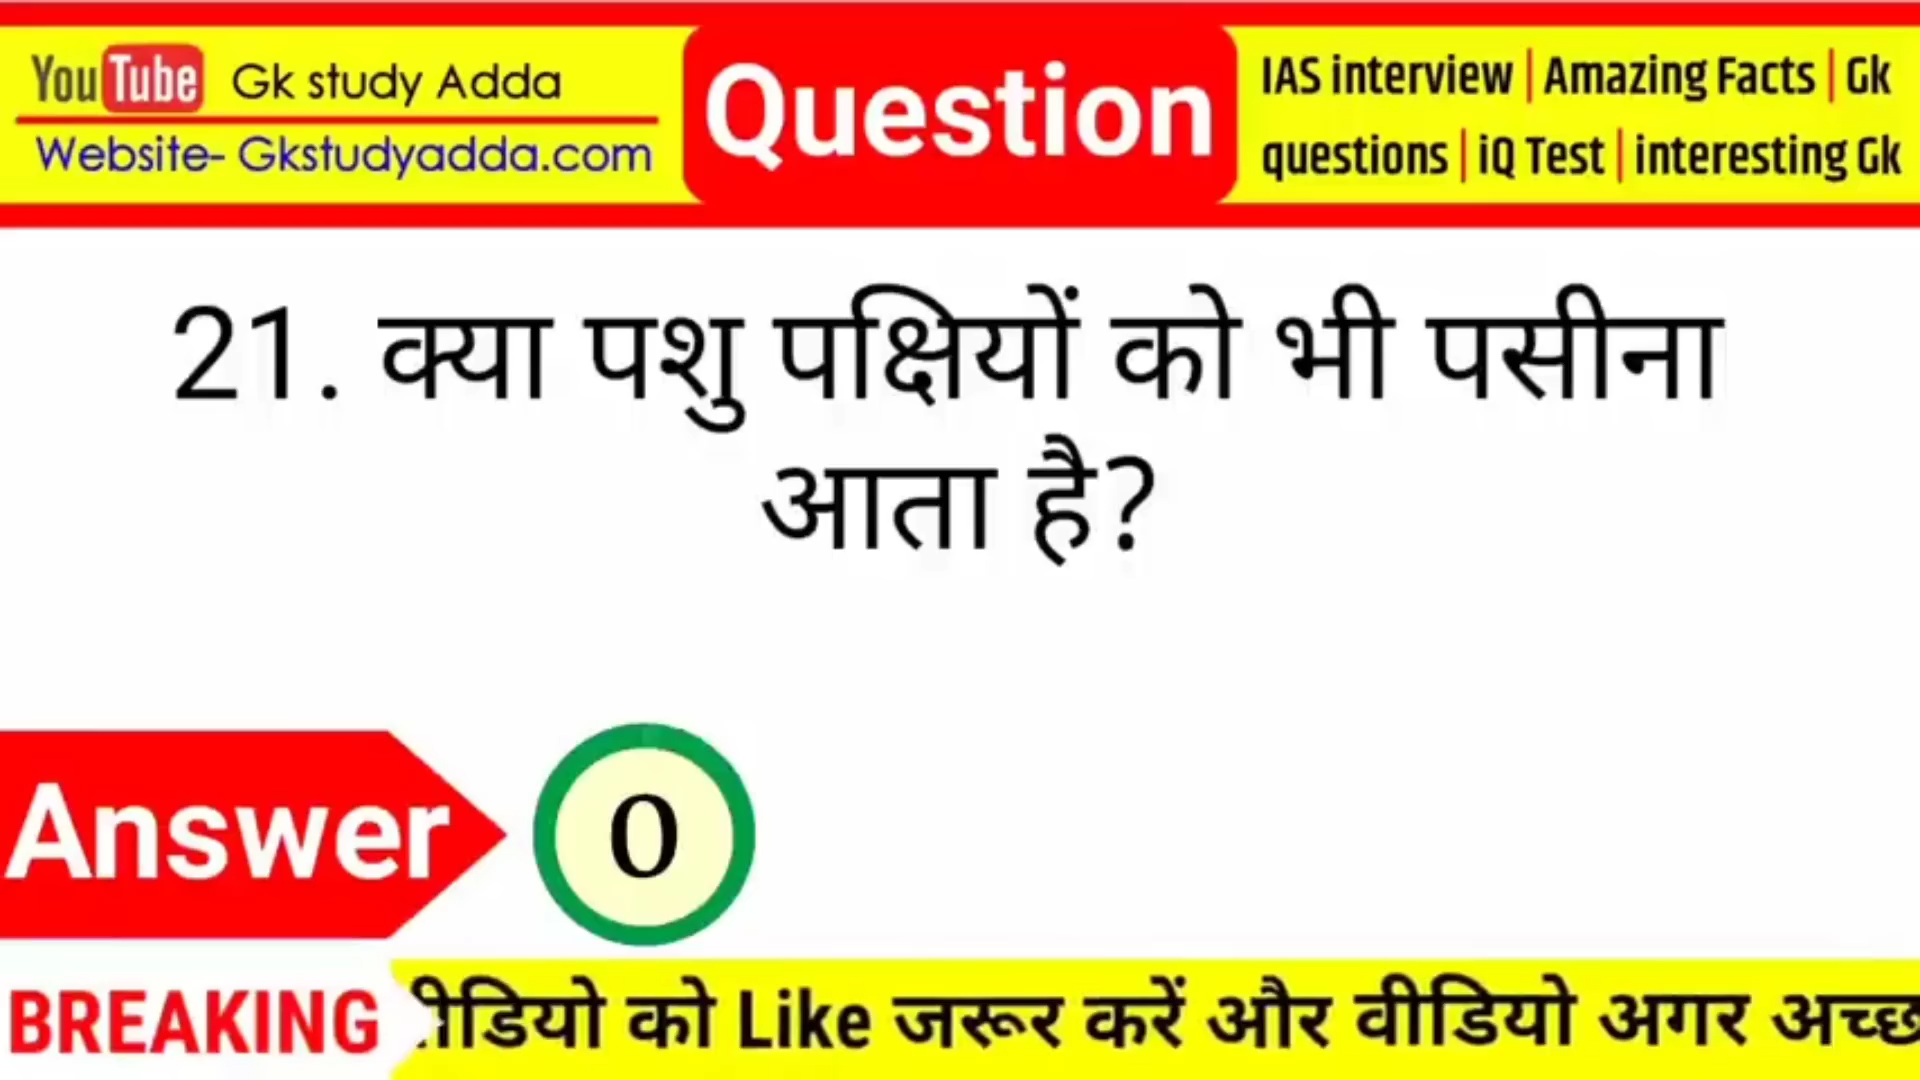 YouTube Gk study Adda
Website- Gkstudyadda.com
Question
IAS interview | Amazing Facts | Gk
questions | iQ Test | interesting Gk
21. क्या पशु पक्षियों को भी पसीना
आता है?
Answer
0
BREAKING
को Like जरूर करें और वीडियो अगर